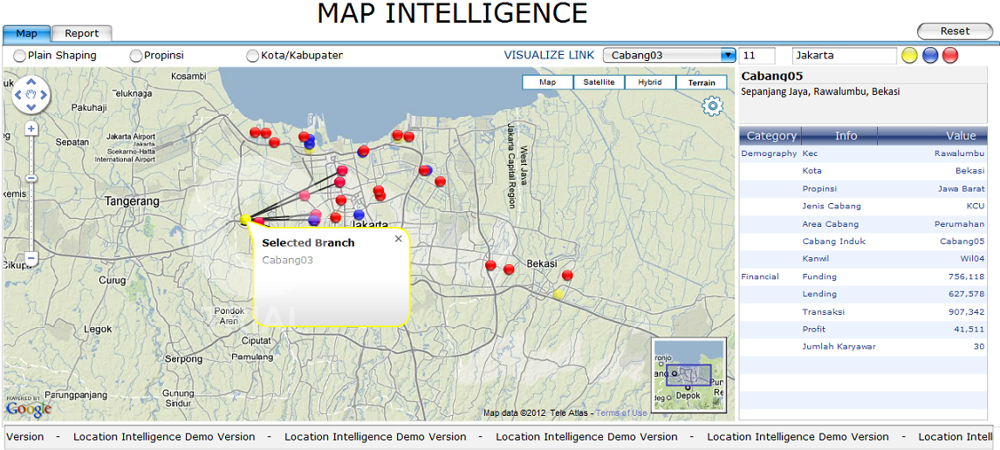 MAP INTELLIGENCE
Map Report Reset
Plain Shaping Propinsi Kota/Kabupaten VISUALIZE LINK Cabang03 11 Jakarta
Map Satellite Hybrid Terrain
Kosambi
Teluknaga
Pakuhaji
Sepatan
Jakarta Airport
Jakarta
Soekarno-Hatta
International Airport
kemis
Tangerang
Jakarta Capital Region
West Java
Jakarta
Cikupa
Curug
Bekasi
Pondok
Aren
Legok
Ciputat
Pamulang
Serpong
Gunung
Sindur
Parungpanjang
Selected Branch
Cabang03
Depok
POWERED BY
Google
Map data ©2012 Tele Atlas - Terms of Use
Cabang05
Sepanjang Jaya, Rawalumbu, Bekasi
Category Info Value
Demography Kec Rawalumbu
Kota Bekasi
Propinsi Jawa Barat
Jenis Cabang KCU
Area Cabang Perumahan
Cabang Induk Cabang05
Kanwil Wil04
Financial Funding 756,118
Lending 627,578
Transaksi 907,342
Profit 41,511
Jumlah Karyawar 30
Version - Location Intelligence Demo Version - Location Intelligence Demo Version - Location Intelligence Demo Version - Location Intelligence Demo Version - Location Intell